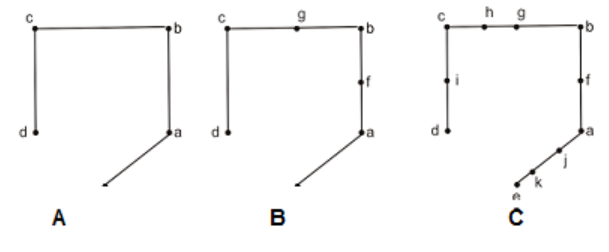 c b d a
c g b f d a
c h g b i f d a j k e
A B C